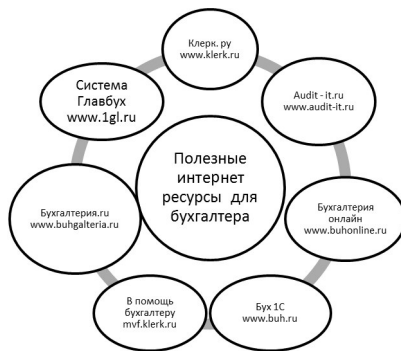 Клерк. ру
www.klerk.ru
Audit - it.ru
www.audit-it.ru
Бухгалтерия
онлайн
www.buhonline.ru
Бух 1С
www.buh.ru
В помощь
бухгалтеру
mvf.klerk.ru
Бухгалтерия.ru
www.buhgalteria.ru
Система
Главбух
www.1gl.ru
Полезные
интернет
ресурсы для
бухгалтера